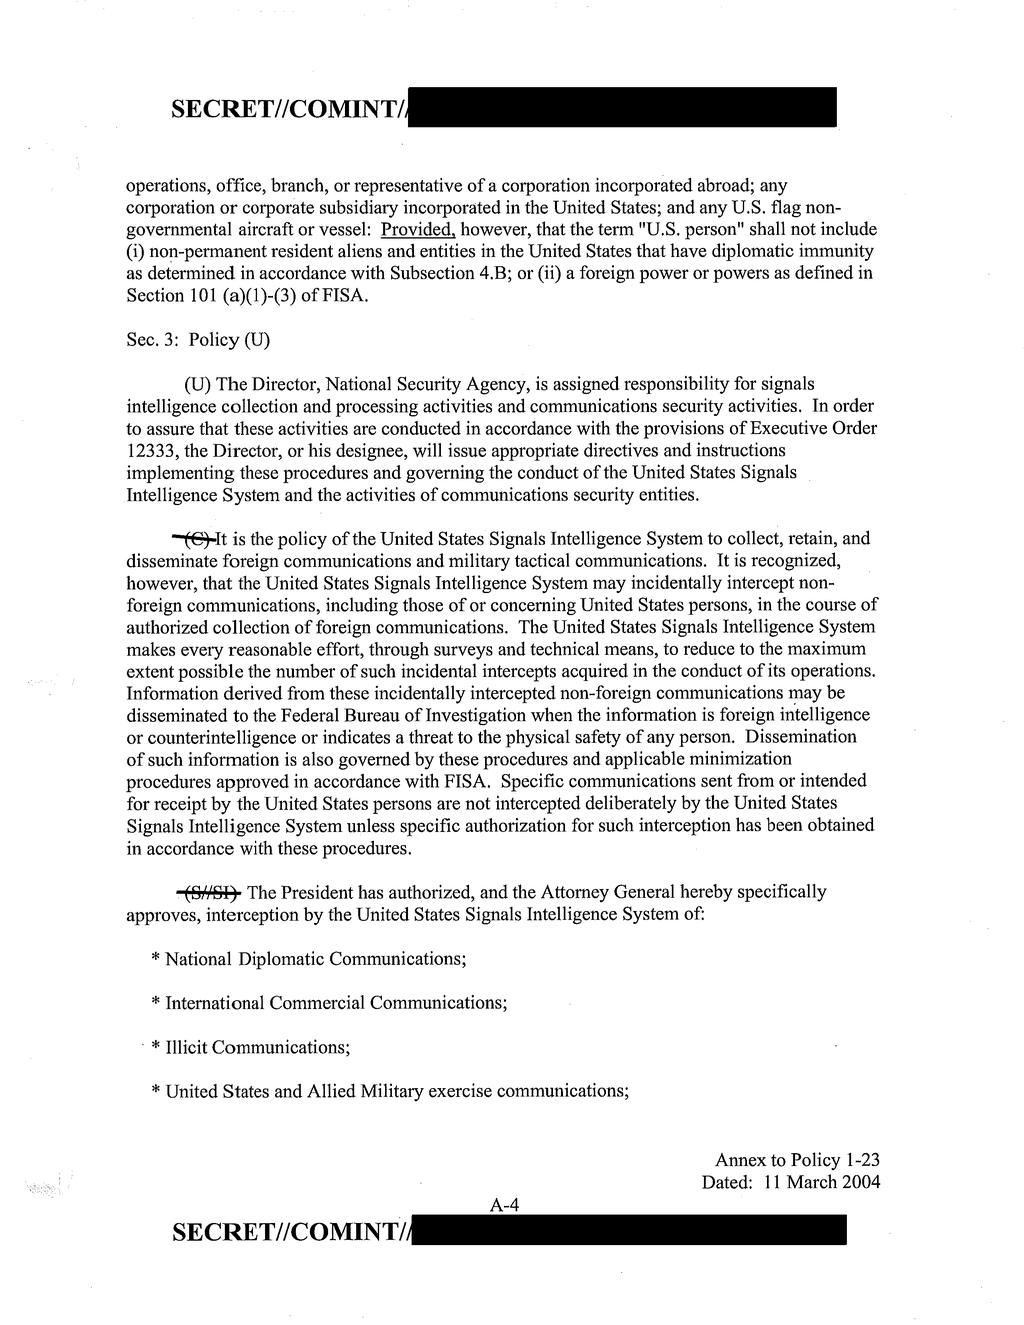 SECRET//COMINT//
operations, office, branch, or representative of a corporation incorporated abroad; any
corporation or corporate subsidiary incorporated in the United States; and any U.S. flag non-
governmental aircraft or vessel: Provided, however, that the term "U.S. person" shall not include
(i) non-permanent resident aliens and entities in the United States that have diplomatic immunity
as determined in accordance with Subsection 4.B; or (ii) a foreign power or powers as defined in
Section 101 (a)(1)-(3) of FISA.
Sec. 3: Policy (U)
(U) The Director, National Security Agency, is assigned responsibility for signals
intelligence collection and processing activities and communications security activities. In order
to assure that these activities are conducted in accordance with the provisions of Executive Order
12333, the Director, or his designee, will issue appropriate directives and instructions
implementing these procedures and governing the conduct of the United States Signals
Intelligence System and the activities of communications security entities.
(C) It is the policy of the United States Signals Intelligence System to collect, retain, and
disseminate foreign communications and military tactical communications. It is recognized,
however, that the United States Signals Intelligence System may incidentally intercept non-
foreign communications, including those of or concerning United States persons, in the course of
authorized collection of foreign communications. The United States Signals Intelligence System
makes every reasonable effort, through surveys and technical means, to reduce to the maximum
extent possible the number of such incidental intercepts acquired in the conduct of its operations.
Information derived from these incidentally intercepted non-foreign communications may be
disseminated to the Federal Bureau of Investigation when the information is foreign intelligence
or counterintelligence or indicates a threat to the physical safety of any person. Dissemination
of such information is also governed by these procedures and applicable minimization
procedures approved in accordance with FISA. Specific communications sent from or intended
for receipt by the United States persons are not intercepted deliberately by the United States
Signals Intelligence System unless specific authorization for such interception has been obtained
in accordance with these procedures.
(S//SI) The President has authorized, and the Attorney General hereby specifically
approves, interception by the United States Signals Intelligence System of:
* National Diplomatic Communications;
* International Commercial Communications;
* Illicit Communications;
* United States and Allied Military exercise communications;
Annex to Policy 1-23
Dated: 11 March 2004
A-4
SECRET//COMINT//